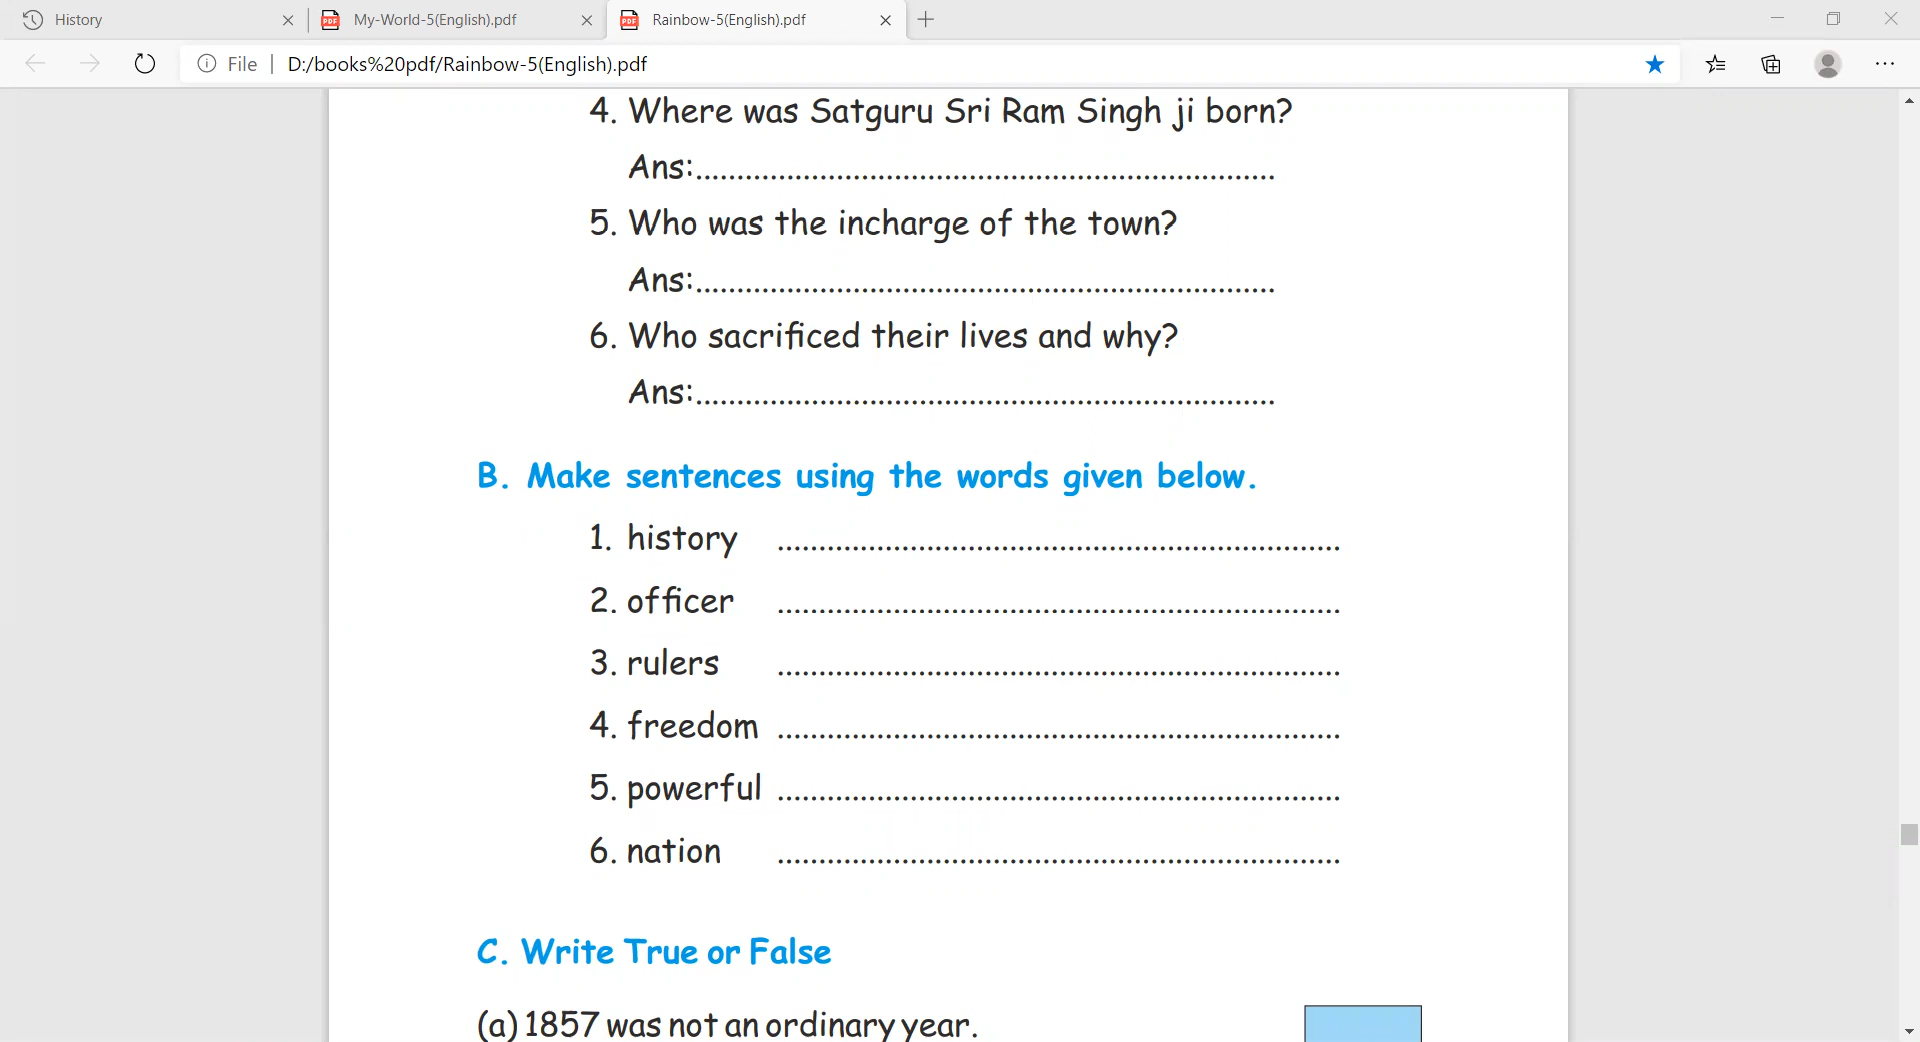 History
My-World-5(English).pdf
Rainbow-5(English).pdf
File | D:/books%20pdf/Rainbow-5(English).pdf
4. Where was Satguru Sri Ram Singh ji born?
Ans:......................................................................
5. Who was the incharge of the town?
Ans:......................................................................
6. Who sacrificed their lives and why?
Ans:......................................................................
B. Make sentences using the words given below.
1. history ....................................................................
2. officer ....................................................................
3. rulers ....................................................................
4. freedom ....................................................................
5. powerful ....................................................................
6. nation ....................................................................
C. Write True or False
(a) 1857 was not an ordinary year.